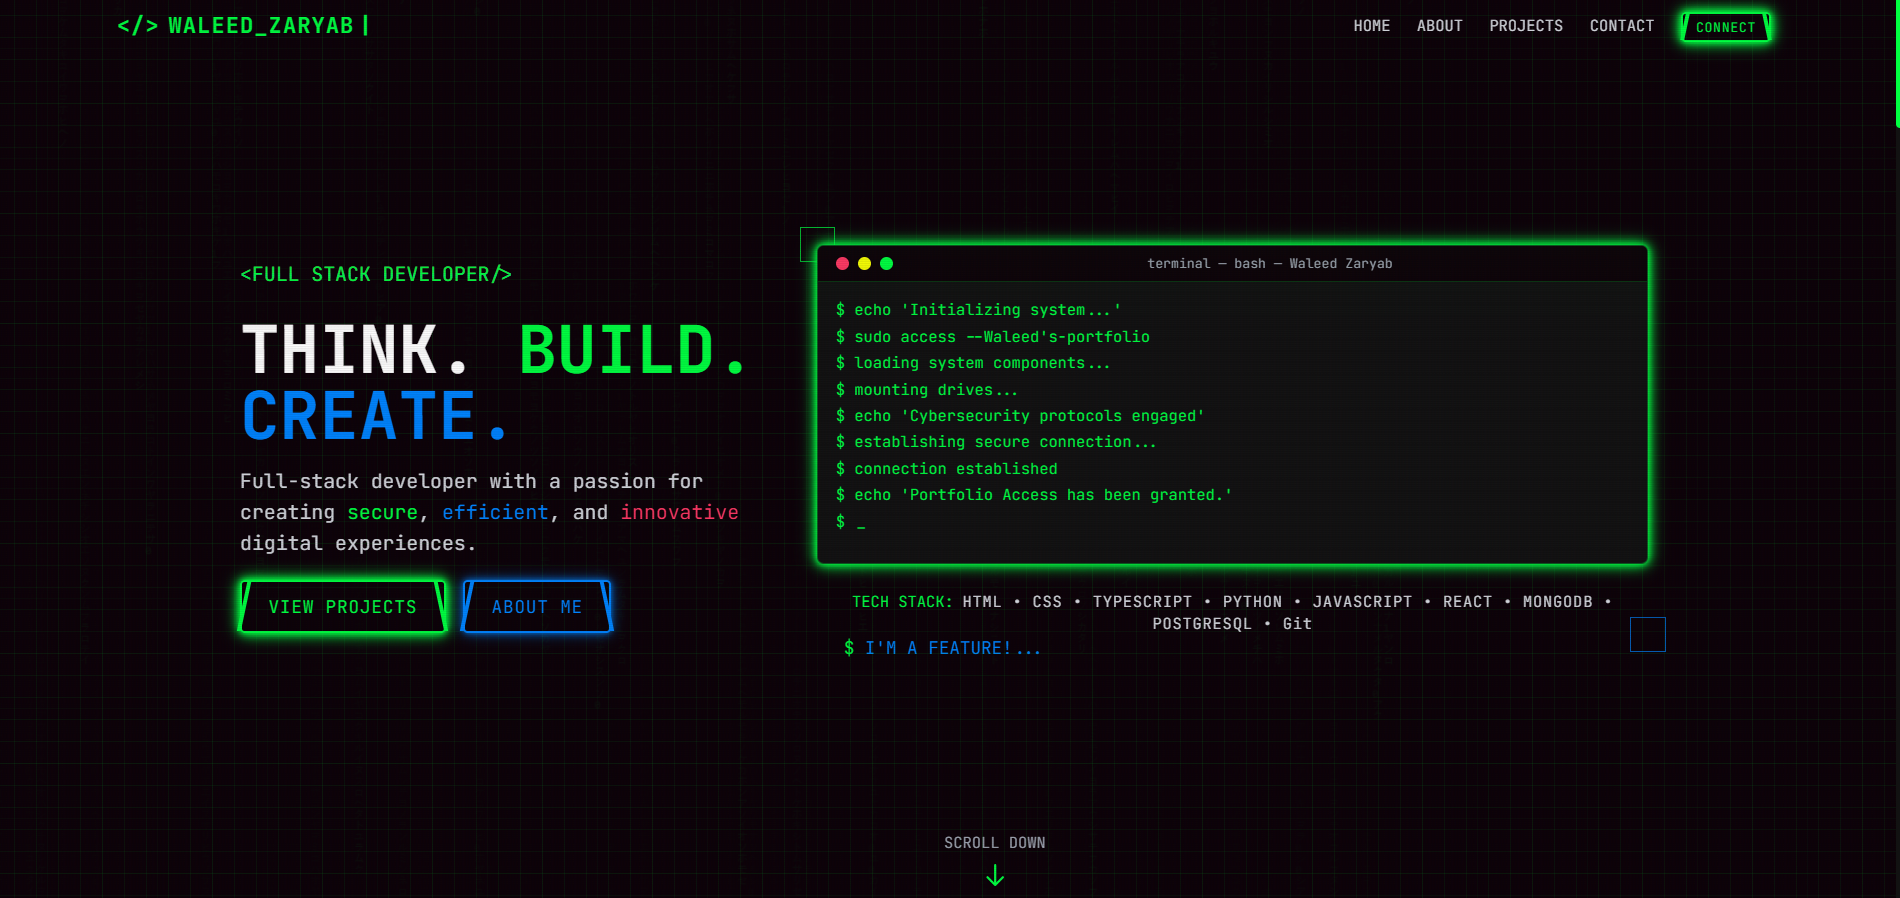 </> WALEED_ZARYAB
HOME ABOUT PROJECTS CONTACT CONNECT
<FULL STACK DEVELOPER/>
THINK. BUILD.
CREATE.
Full-stack developer with a passion for
creating secure, efficient, and innovative
digital experiences.
VIEW PROJECTS ABOUT ME
terminal — bash — Waleed Zaryab
$ echo 'Initializing system...'
$ sudo access --Waleed's-portfolio
$ loading system components...
$ mounting drives...
$ echo 'Cybersecurity protocols engaged'
$ establishing secure connection...
$ connection established
$ echo 'Portfolio Access has been granted.'
$ _
TECH STACK: HTML • CSS • TYPESCRIPT • PYTHON • JAVASCRIPT • REACT • MONGODB •
POSTGRESQL • Git
$ I'M A FEATURE!...
SCROLL DOWN